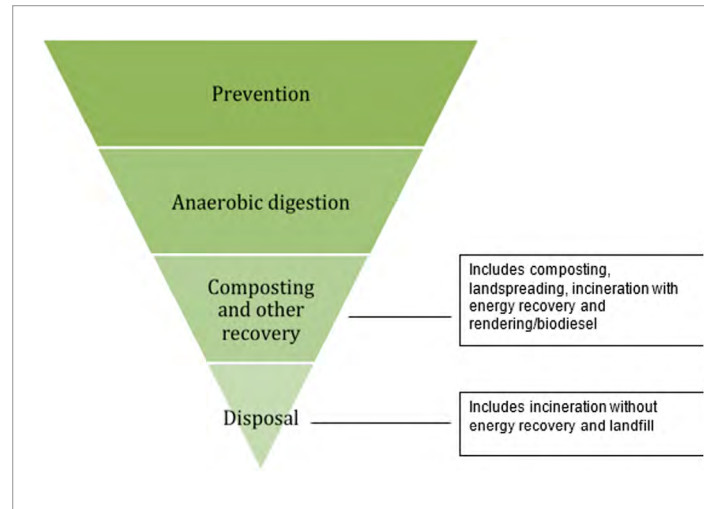 Prevention
Anaerobic digestion
Composting
and other
recovery
Includes composting,
landspreading, incineration with
energy recovery and
rendering/biodiesel
Disposal
Includes incineration without
energy recovery and landfill